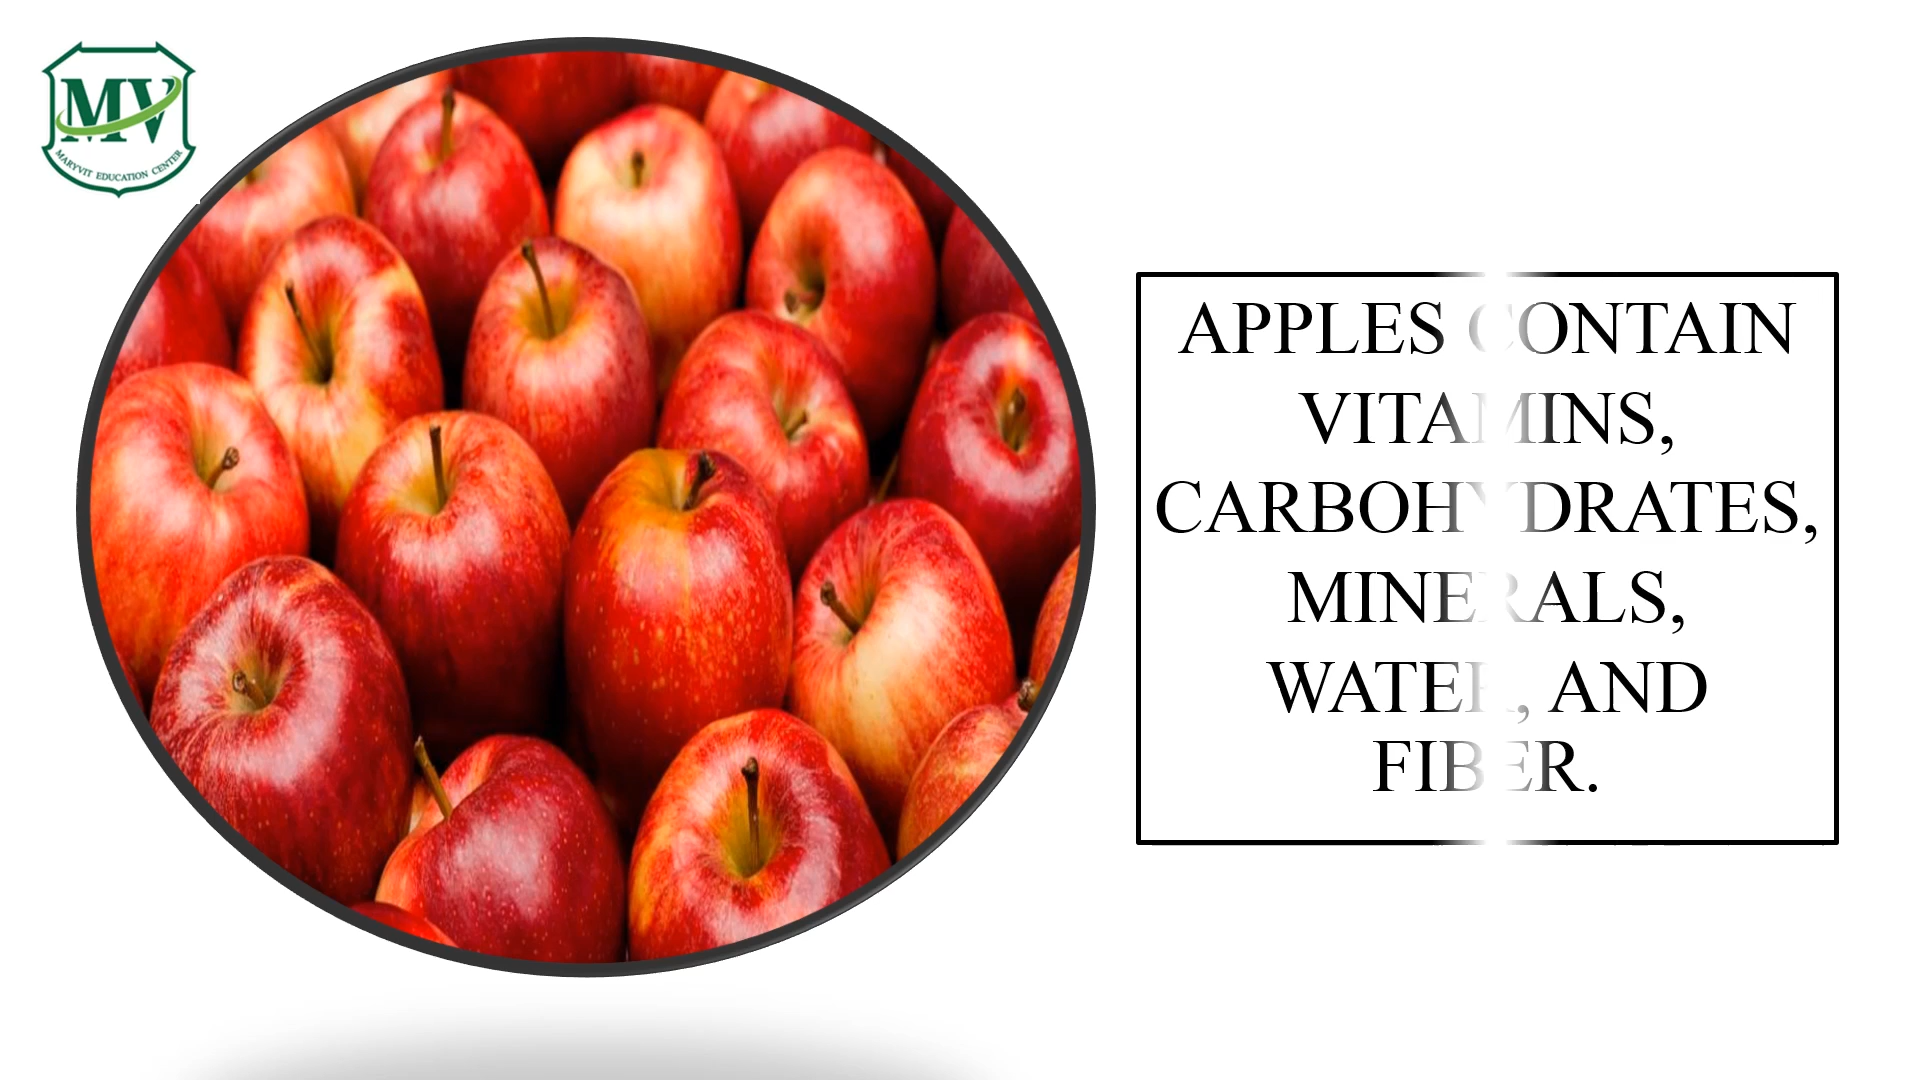 MV
MARYVIT EDUCATION CENTER
APPLES CONTAIN
VITAMINS,
CARBOHYDRATES,
MINERALS,
WATER, AND
FIBER.